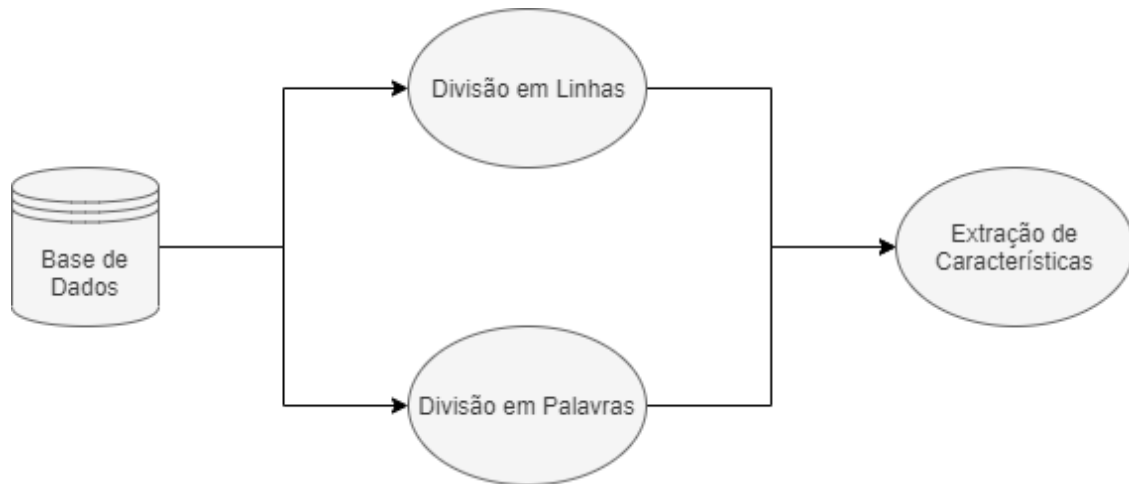 Divisão em Linhas
Base de
Dados
Extração de
Características
Divisão em Palavras